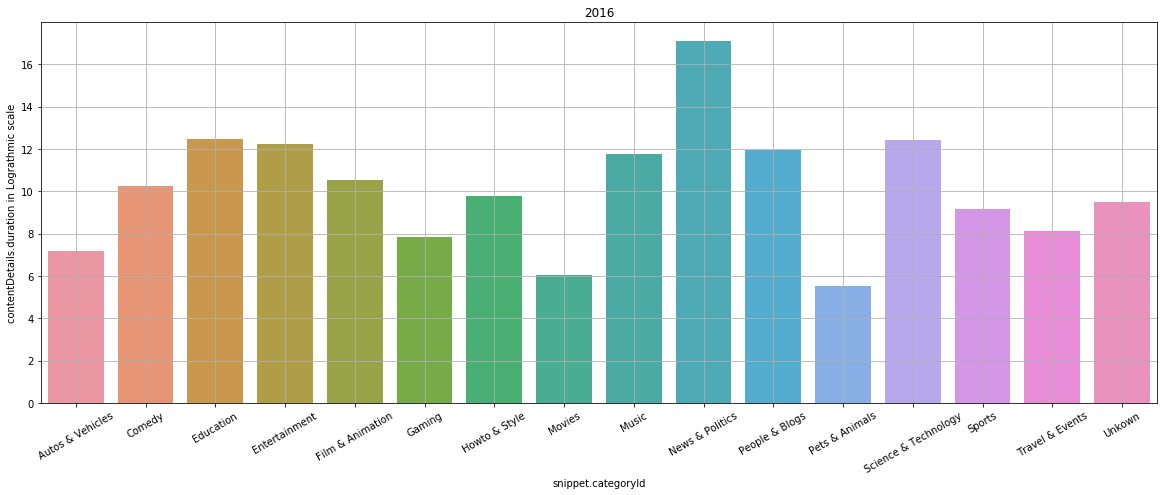 2016
contentDetails.duration in Lograthmic scale
16
14
12
10
8
6
4
2
0
Autos & Vehicles
Comedy
Education
Entertainment
Film & Animation
Gaming
Howto & Style
Movies
Music
News & Politics
People & Blogs
Pets & Animals
Science & Technology
Sports
Travel & Events
Unkown
snippet.categoryId